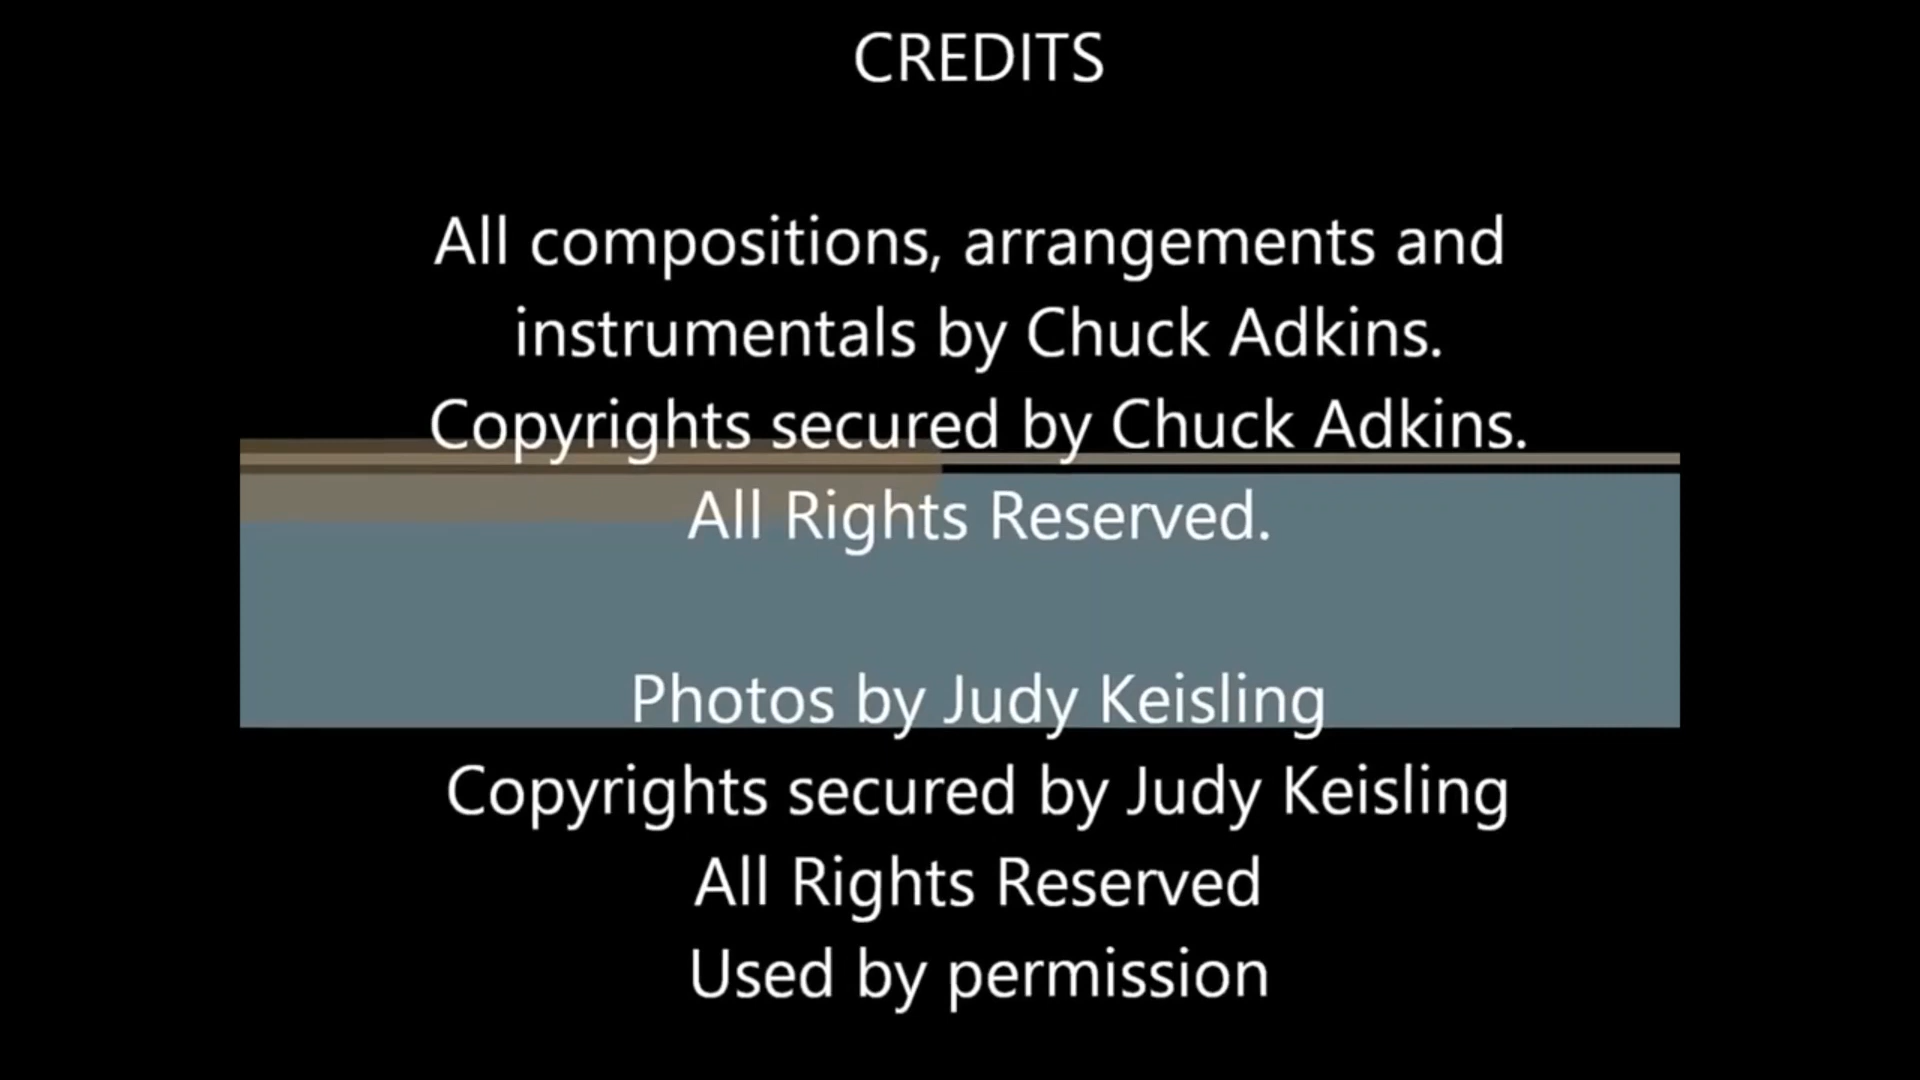 CREDITS
All compositions, arrangements and
instrumentals by Chuck Adkins.
Copyrights secured by Chuck Adkins.
All Rights Reserved.
Photos by Judy Keisling
Copyrights secured by Judy Keisling
All Rights Reserved
Used by permission